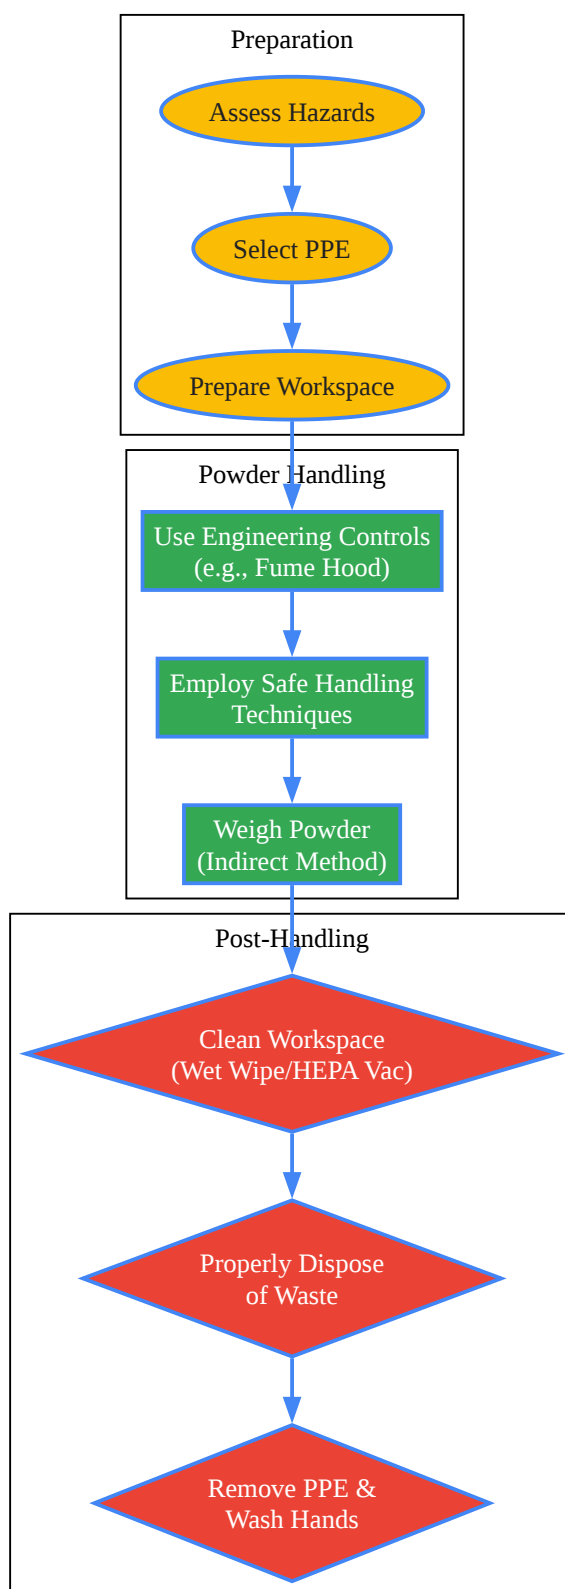 Preparation
Assess Hazards
Select PPE
Prepare Workspace
Powder Handling
Use Engineering Controls
(e.g., Fume Hood)
Employ Safe Handling
Techniques
Weigh Powder
(Indirect Method)
Post-Handling
Clean Workspace
(Wet Wipe/HEPA Vac)
Properly Dispose
of Waste
Remove PPE &
Wash Hands